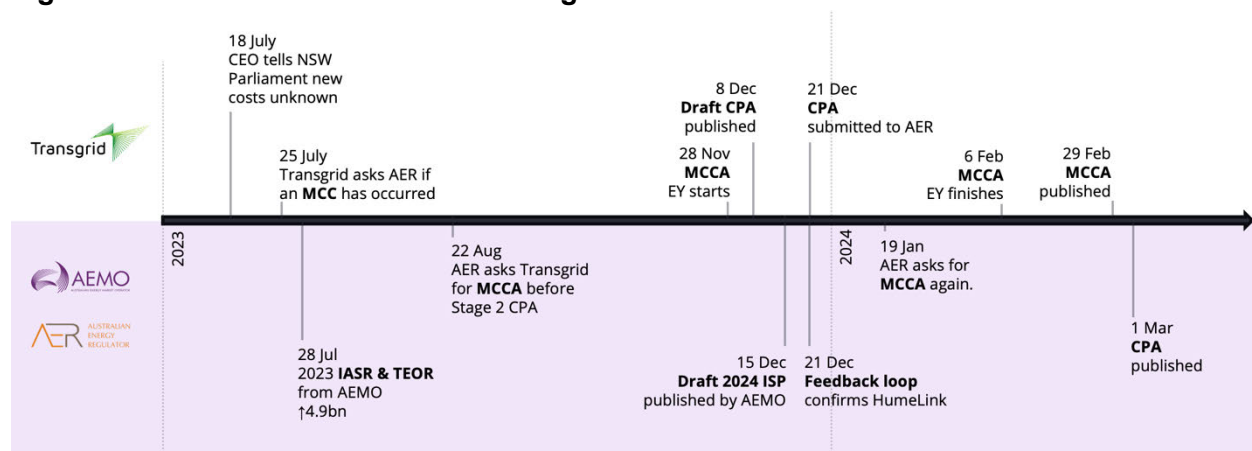 18 July
CEO tells NSW
Parliament new
costs unknown
8 Dec
Draft CPA
published
21 Dec
CPA
submitted to AER
Transgrid
25 July
Transgrid asks AER if
an MCC has occurred
28 Nov
MCCA
EY starts
6 Feb
MCCA
EY finishes
29 Feb
MCCA
published
2023
2024
AEMO
22 Aug
AER asks Transgrid
for MCCA before
Stage 2 CPA
19 Jan
AER asks for
MCCA again.
AER
AUSTRALIAN
ENERGY
REGULATOR
28 Jul
2023 IASR & TEOR
from AEMO
↑4.9bn
15 Dec
Draft 2024 ISP
published by AEMO
21 Dec
Feedback loop
confirms HumeLink
1 Mar
CPA
published